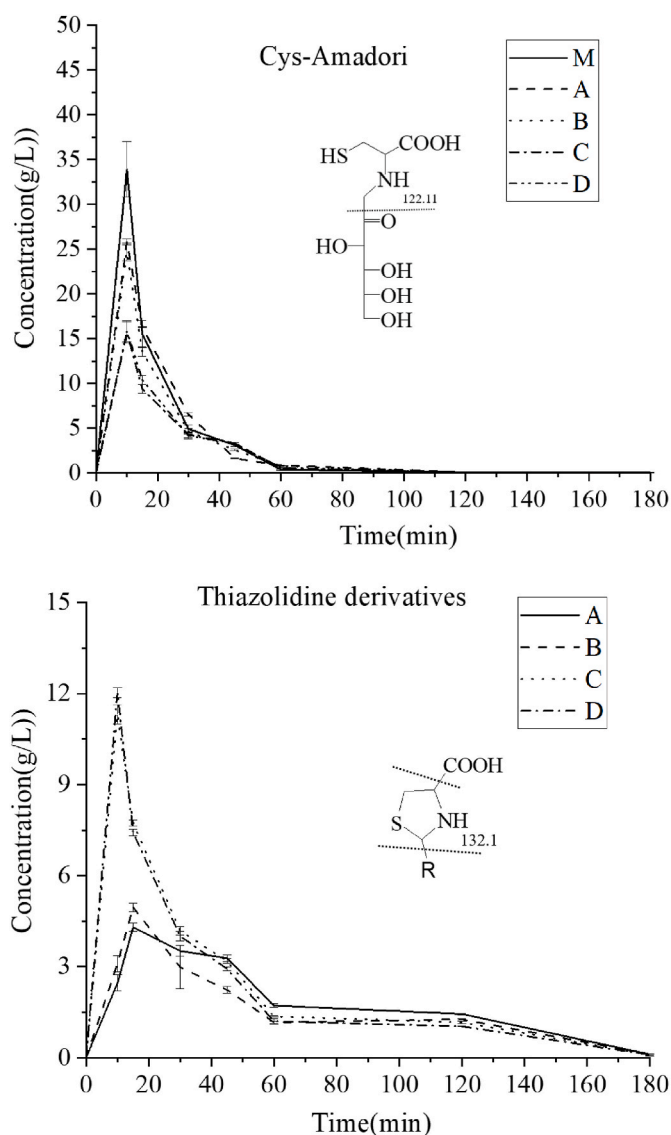 Cys-Amadori
M
A
B
C
D
50
45
40
35
30
25
20
15
10
5
0
Concentration(g/L))
HS
COOH
NH
122.11
O
HO
OH
OH
OH
0 20 40 60 80 100 120 140 160 180
Time(min)
Thiazolidine derivatives
A
B
C
D
15
12
9
6
3
0
Concentration(g/L))
COOH
S
NH
132.1
R
0 20 40 60 80 100 120 140 160 180
Time(min)